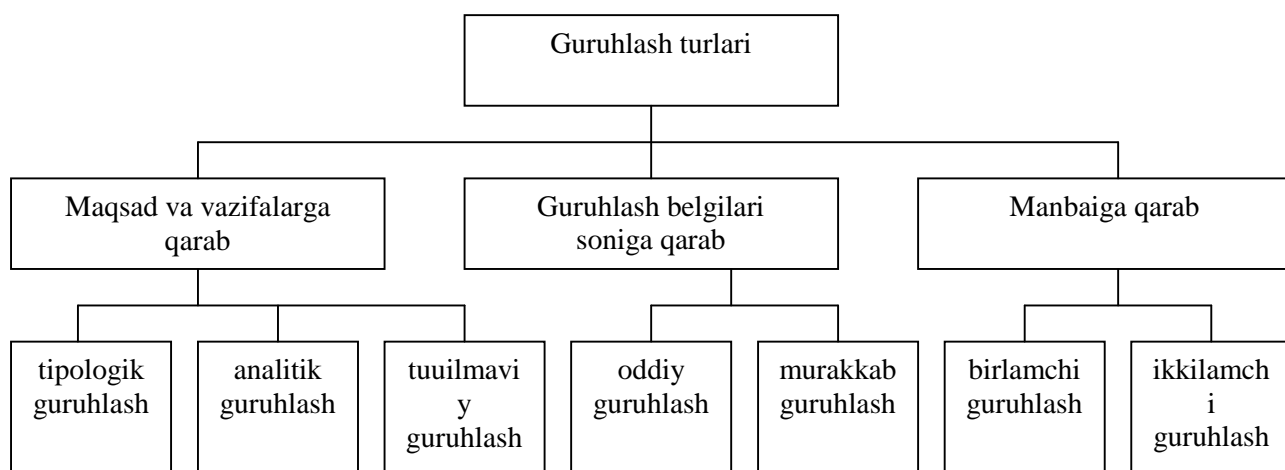 Guruhlash turlari
Maqsad va vazifalarga
qarab
Guruhlash belgilari
soniga qarab
Manbaiga qarab
tipologik
guruhlash
analitik
guruhlash
tuuilmavi
y
guruhlash
oddiy
guruhlash
murakkab
guruhlash
birlamchi
guruhlash
ikkilamch
i
guruhlash